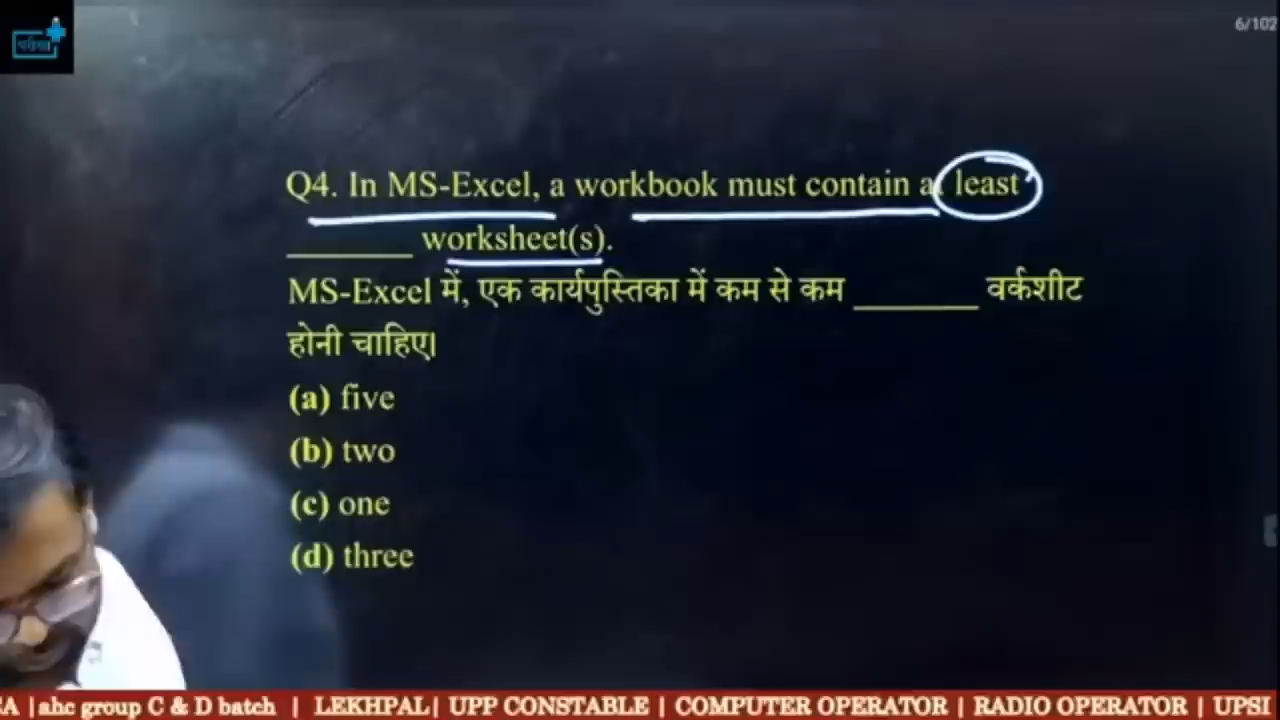 6/102
Q4. In MS-Excel, a workbook must contain at least
________ worksheet(s).
MS-Excel में, एक कार्यपुस्तिका में कम से कम ________ वर्कशीट
होनी चाहिए।
(a) five
(b) two
(c) one
(d) three
EA | ahc group C & D batch | LEKHPAL | UPP CONSTABLE | COMPUTER OPERATOR | RADIO OPERATOR | UPSI